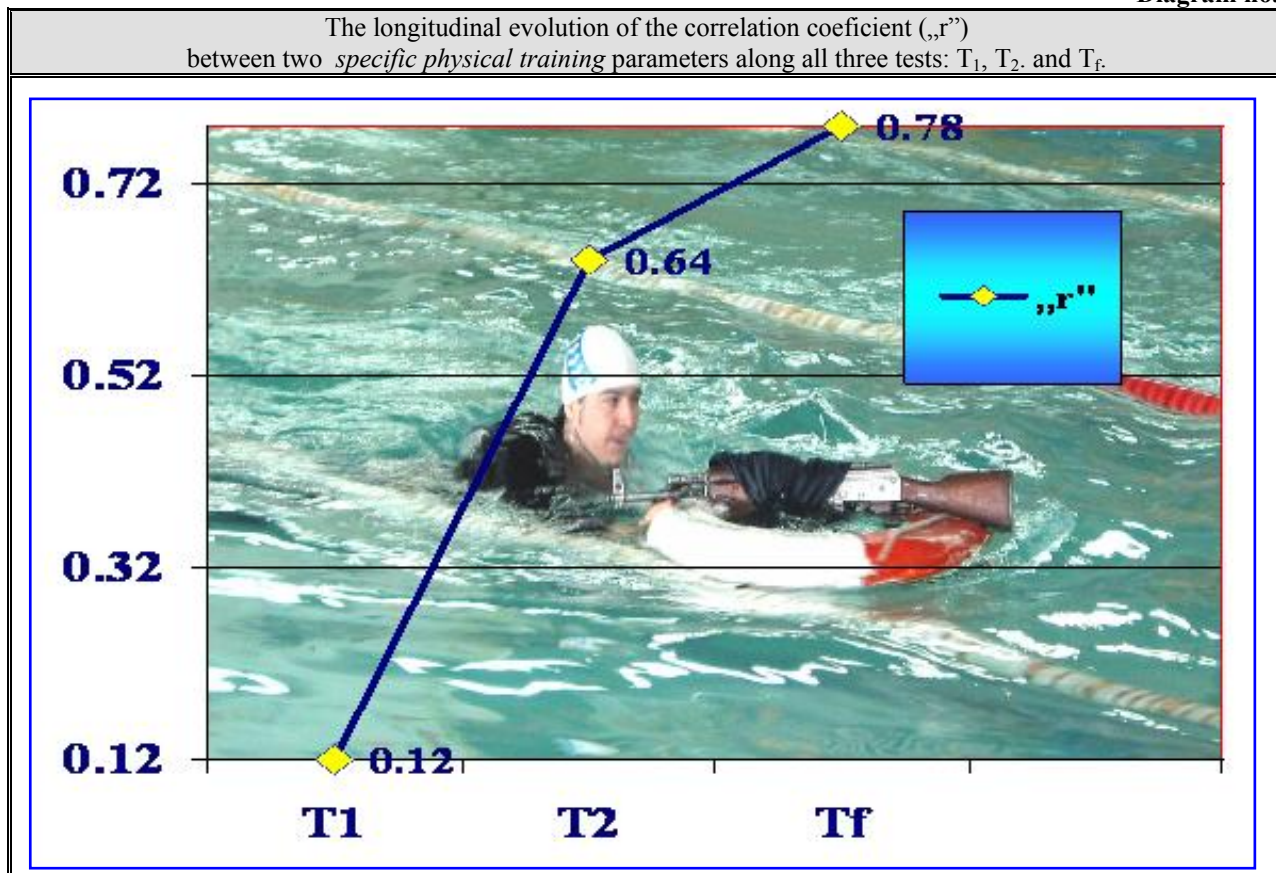 The longitudinal evolution of the correlation coeficient („r”)
between two specific physical training parameters along all three tests: T₁, T₂. and Tf.
0.78
0.72
0.64
„r"
0.52
0.32
0.12
0.12
T1 T2 Tf